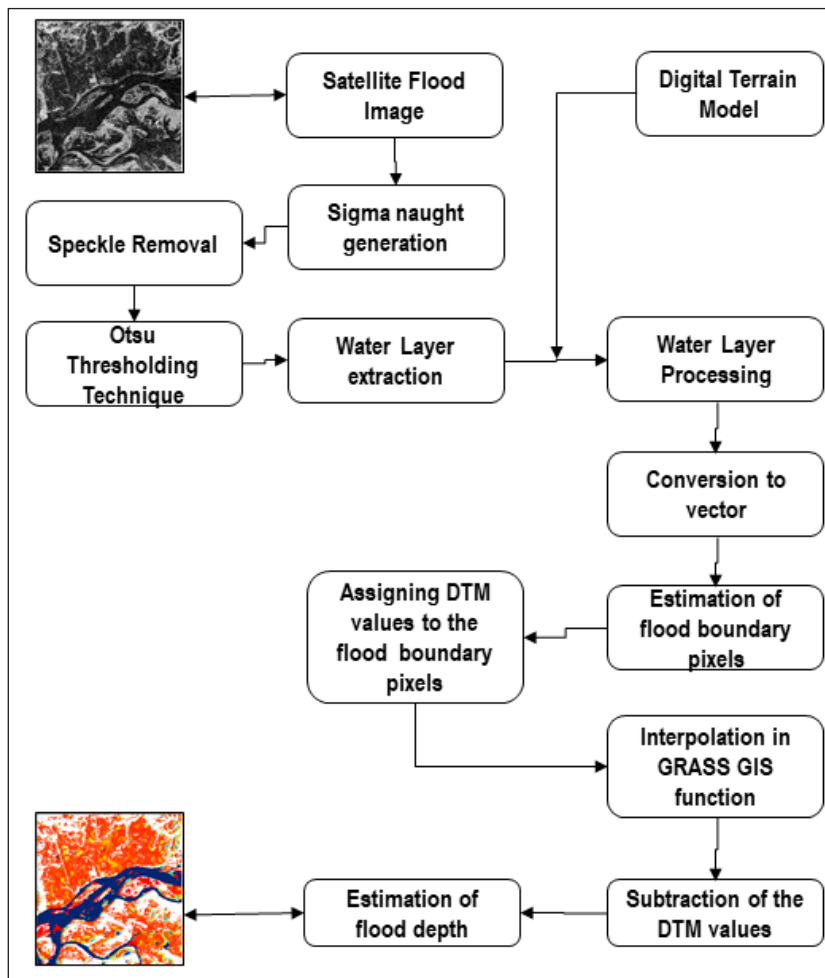 Satellite Flood
Image
Digital Terrain
Model
Sigma naught
generation
Speckle Removal
Otsu
Thresholding
Technique
Water Layer
extraction
Water Layer
Processing
Conversion to
vector
Estimation of
flood boundary
pixels
Assigning DTM
values to the
flood boundary
pixels
Interpolation in
GRASS GIS
function
Subtraction of the
DTM values
Estimation of
flood depth